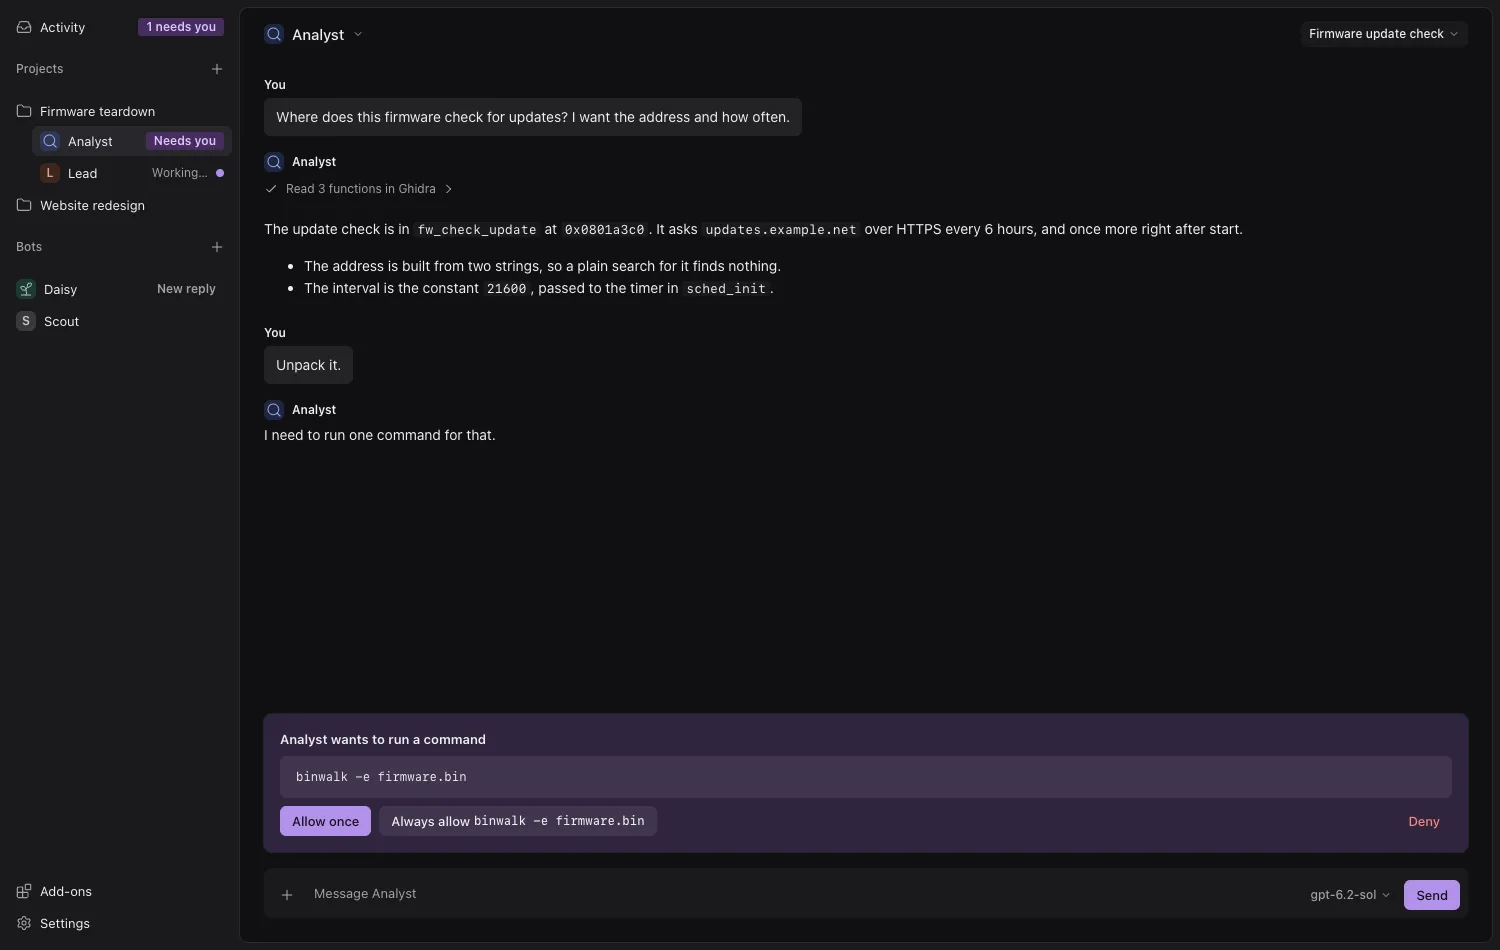 Activity
1 needs you
Projects
Firmware teardown
Analyst
Needs you
L
Lead
Working...
Website redesign
Bots
Daisy
New reply
S
Scout
Add-ons
Settings
Analyst
Firmware update check
You
Where does this firmware check for updates? I want the address and how often.
Analyst
Read 3 functions in Ghidra
The update check is in fw_check_update at 0x0801a3c0. It asks updates.example.net over HTTPS every 6 hours, and once more right after start.
The address is built from two strings, so a plain search for it finds nothing.
The interval is the constant 21600, passed to the timer in sched_init.
You
Unpack it.
Analyst
I need to run one command for that.
Analyst wants to run a command
binwalk -e firmware.bin
Allow once
Always allow binwalk -e firmware.bin
Deny
Message Analyst
gpt-6.2-sol
Send